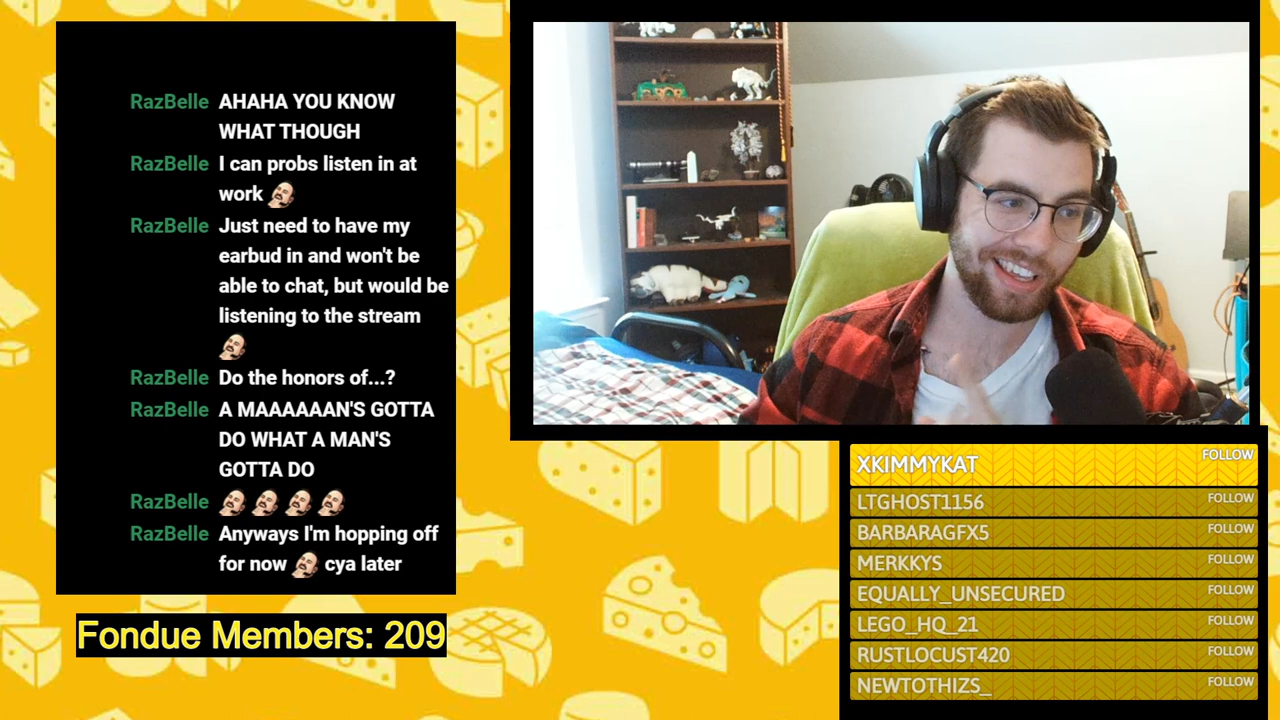 RazBelle AHAHA YOU KNOW
WHAT THOUGH
RazBelle I can probs listen in at
work
RazBelle Just need to have my
earbud in and won't be
able to chat, but would be
listening to the stream
RazBelle Do the honors of...?
RazBelle A MAAAAAAN'S GOTTA
DO WHAT A MAN'S
GOTTA DO
RazBelle
RazBelle Anyways I'm hopping off
for now cya later
Fondue Members: 209
XKIMMYKAT FOLLOW
LTGHOST1156 FOLLOW
BARBARAGFX5 FOLLOW
MERKKYS FOLLOW
EQUALLY_UNSECURED FOLLOW
LEGO_HQ_21 FOLLOW
RUSTLOCUST420 FOLLOW
NEWTOTHIZS_ FOLLOW